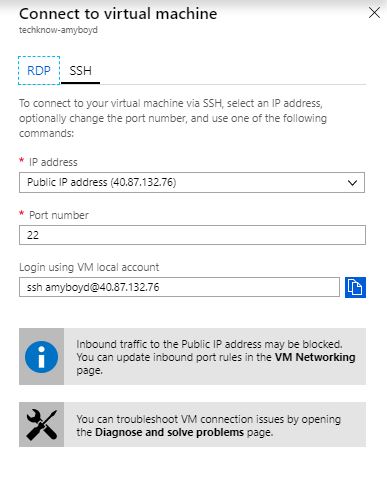 Connect to virtual machine
techknow-amyboyd
RDP SSH
To connect to your virtual machine via SSH, select an IP address,
optionally change the port number, and use one of the following
commands:
* IP address
Public IP address (40.87.132.76)
* Port number
22
Login using VM local account
ssh amyboyd@40.87.132.76
Inbound traffic to the Public IP address may be blocked.
You can update inbound port rules in the VM Networking
page.
You can troubleshoot VM connection issues by opening
the Diagnose and solve problems page.